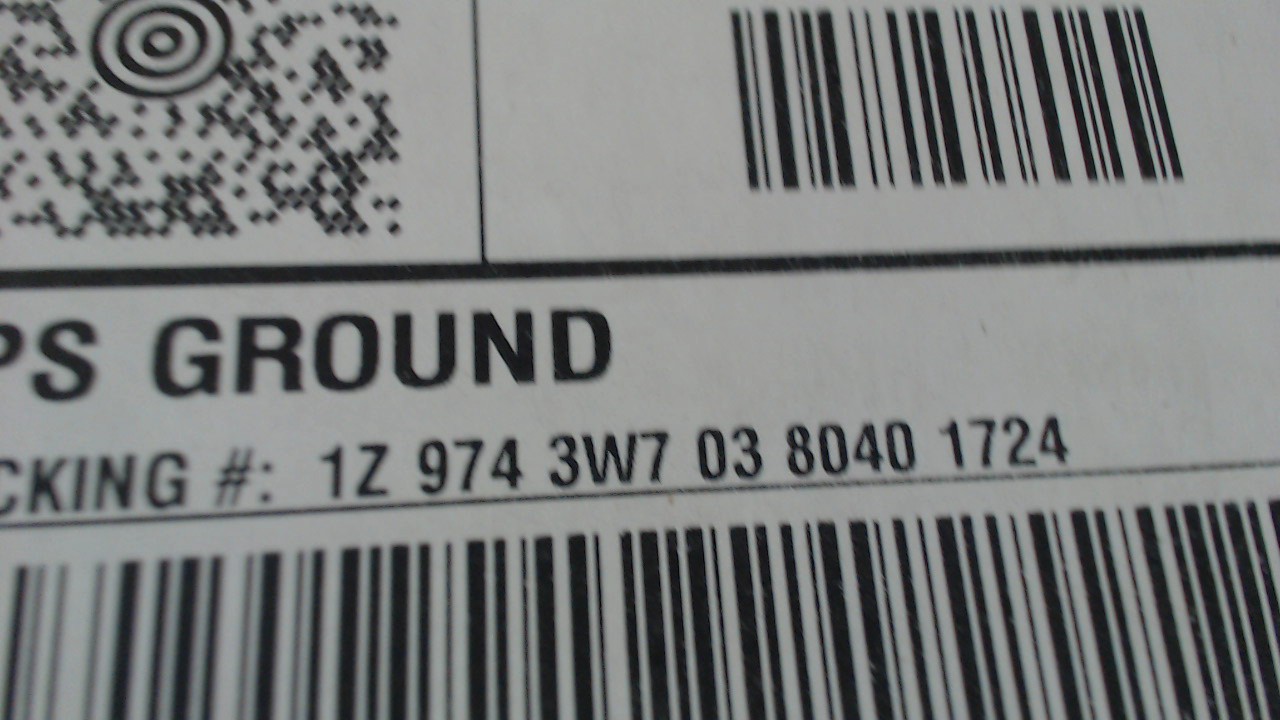 PS GROUND
CKING #: 1Z 974 3W7 03 8040 1724